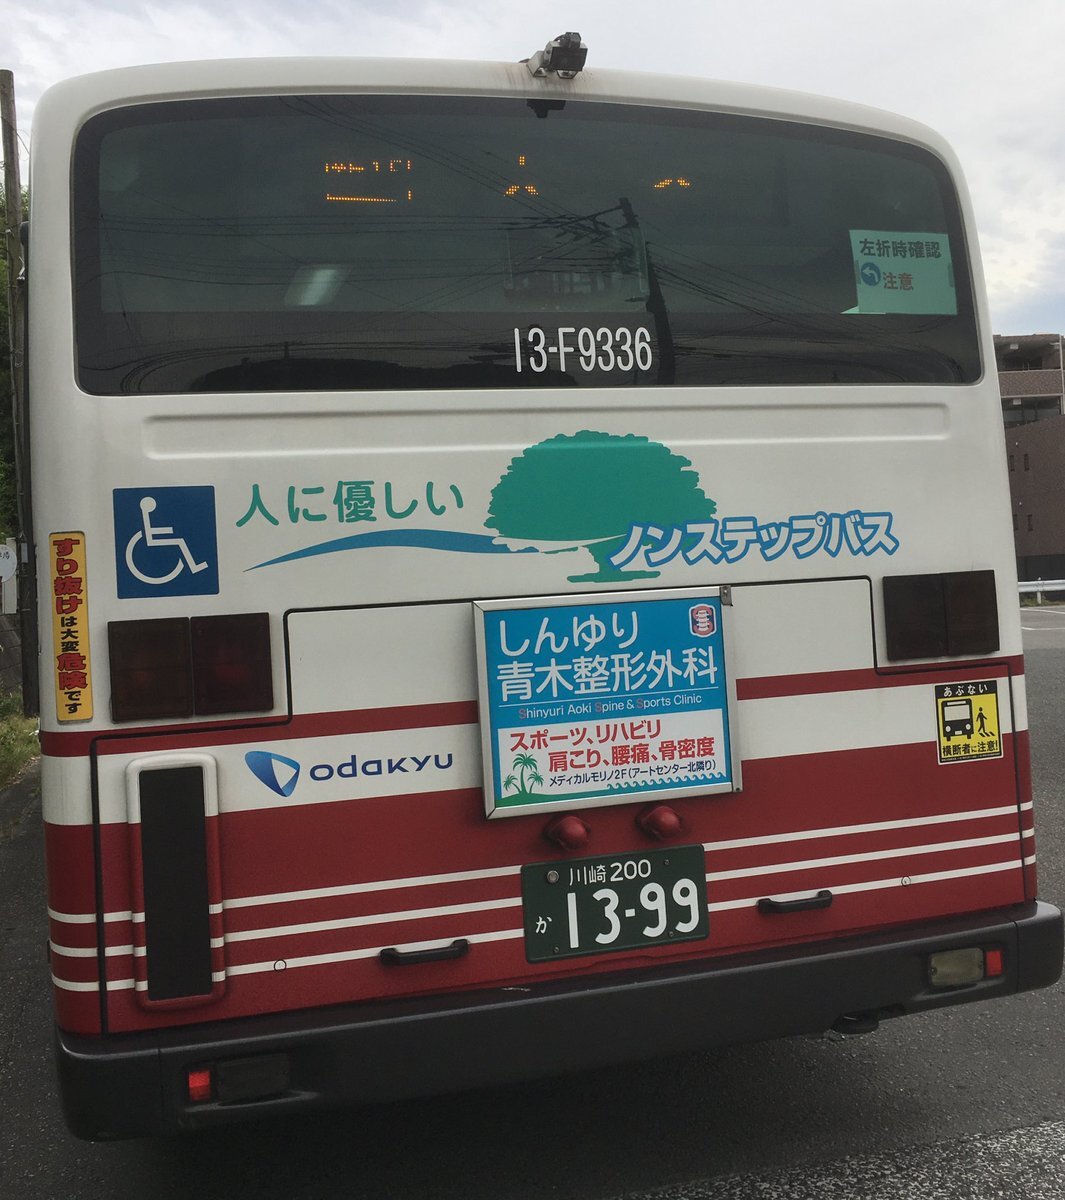 左折時確認
注意
13-F9336
人に優しい
ノンステップバス
すり抜けは大変危険です
しんゆり
青木整形外科
Shinyuri Aoki Spine & Sports Clinic
スポーツ、リハビリ
肩こり、腰痛、骨密度
メディカルモリノ2F(アートセンター北隣り)
あぶない
横断者に注意!
odakyu
川崎 200
か 13-99